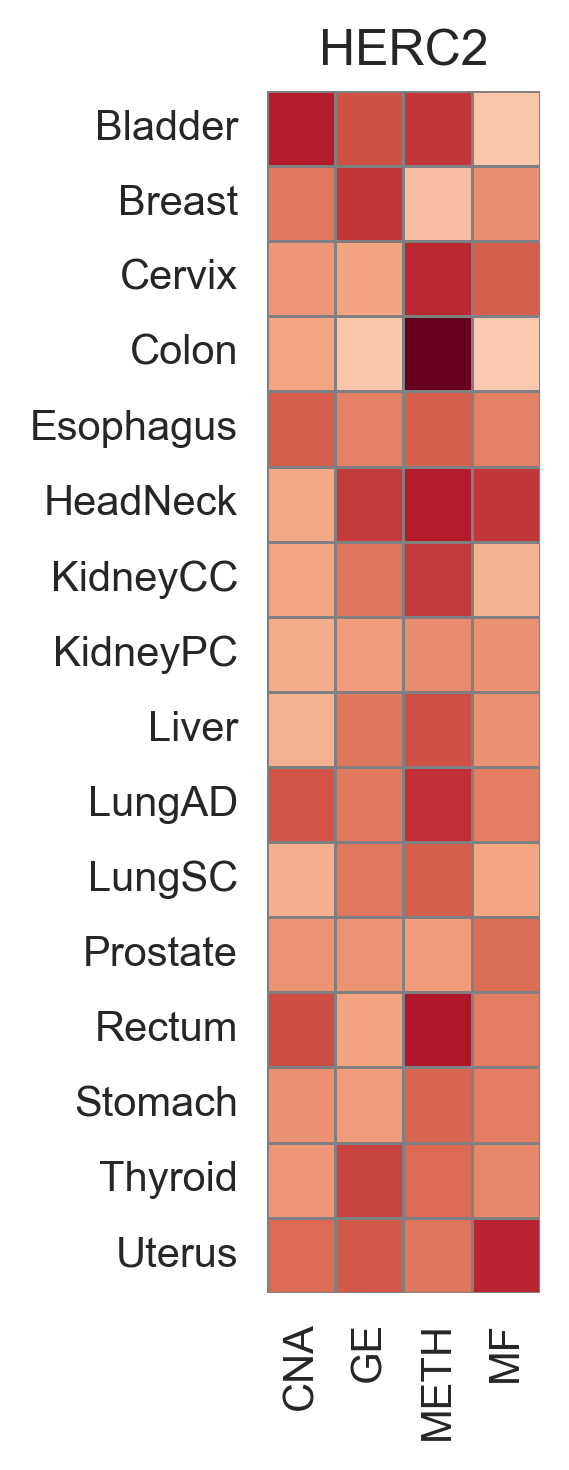 HERC2
Bladder
Breast
Cervix
Colon
Esophagus
HeadNeck
KidneyCC
KidneyPC
Liver
LungAD
LungSC
Prostate
Rectum
Stomach
Thyroid
Uterus
CNA
GE
METH
MF